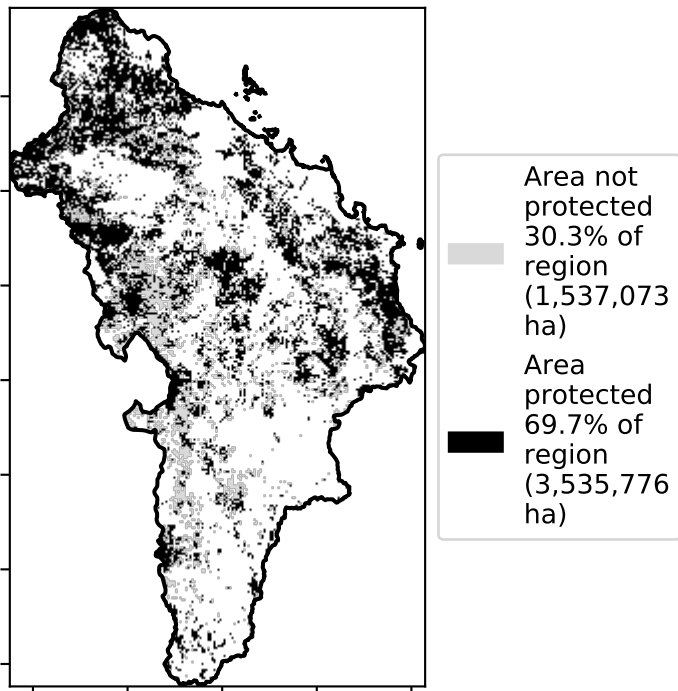 Area not
protected
30.3% of
region
(1,537,073
ha)
Area
protected
69.7% of
region
(3,535,776
ha)